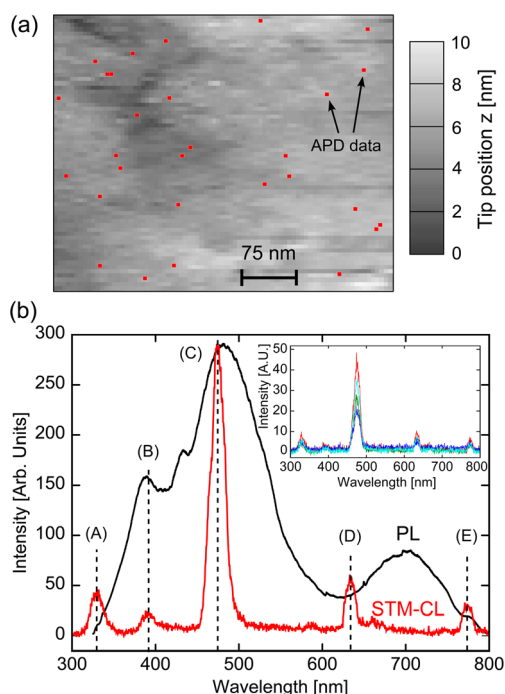 (a)
APD data
75 nm
10
8
6
4
2
0
Tip position z [nm]
(b)
300
250
200
150
100
50
0
Intensity [Arb. Units]
(A)
(B)
(C)
(D)
(E)
PL
STM-CL
300 400 500 600 700 800
Wavelength [nm]
50
40
30
20
10
0
Intensity [A.U.]
300 400 500 600 700 800
Wavelength [nm]